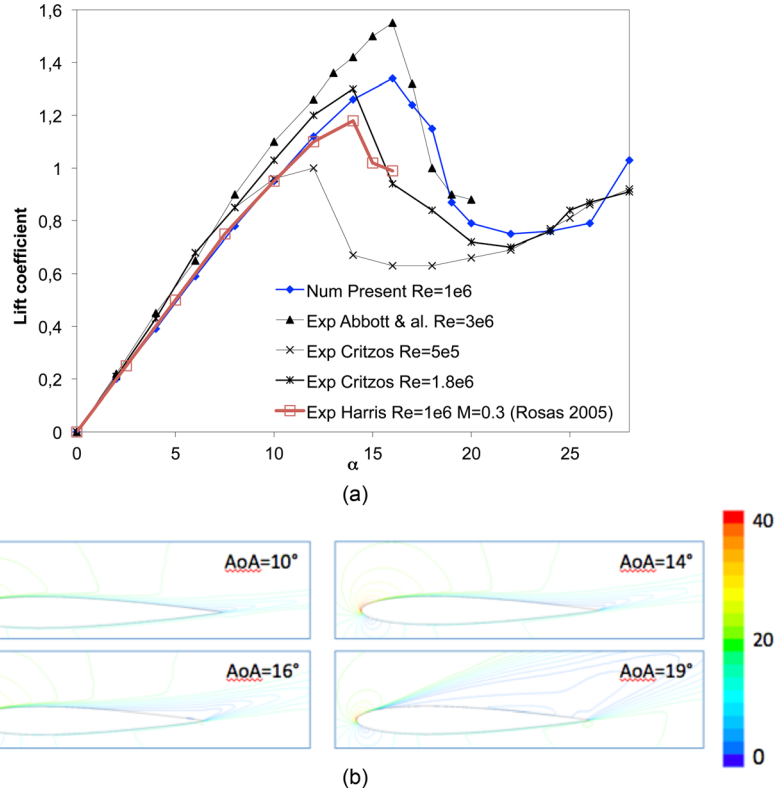 1,6
1,4
1,2
1
0,8
0,6
0,4
0,2
0
Lift coefficient
Num Present Re=1e6
Exp Abbott & al. Re=3e6
Exp Critzos Re=5e5
Exp Critzos Re=1.8e6
Exp Harris Re=1e6 M=0.3 (Rosas 2005)
0 5 10 15 20 25
α
(a)
AoA=10°
AoA=14°
AoA=16°
AoA=19°
40
20
0
(b)